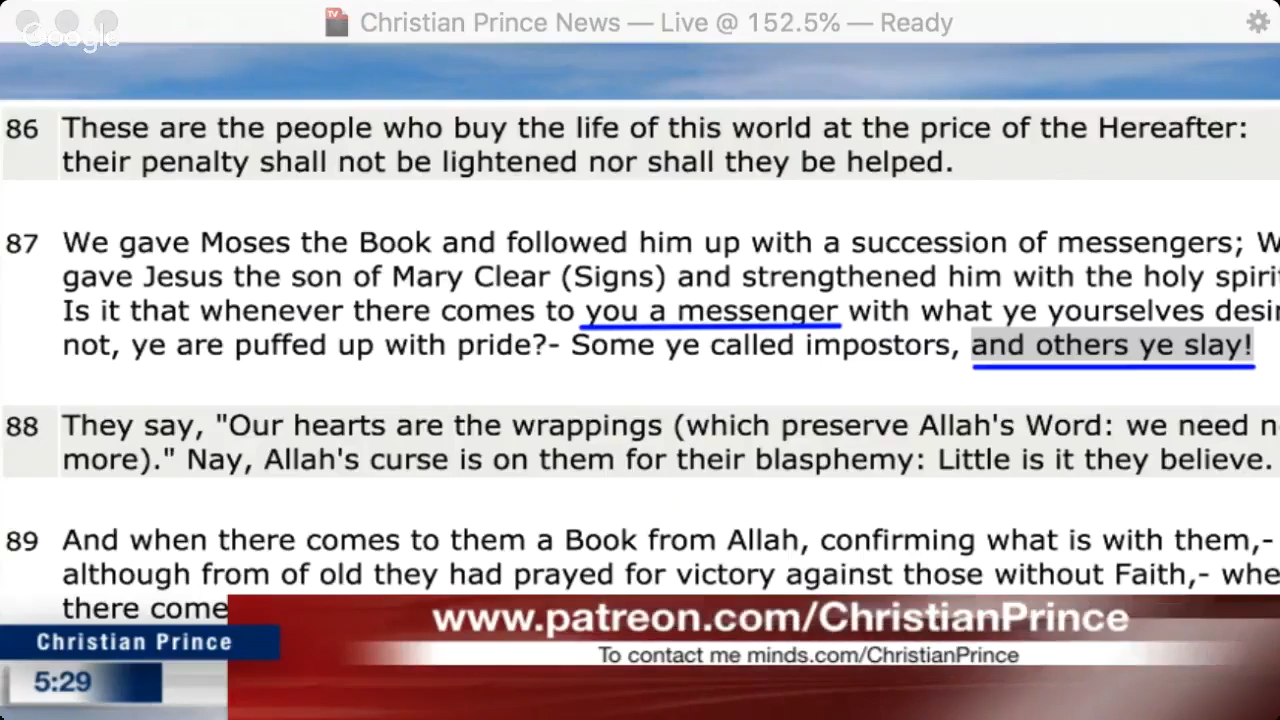 Christian Prince News — Live @ 152.5% — Ready
Google
86 These are the people who buy the life of this world at the price of the Hereafter:
their penalty shall not be lightened nor shall they be helped.
87 We gave Moses the Book and followed him up with a succession of messengers;
gave Jesus the son of Mary Clear (Signs) and strengthened him with the holy
Is it that whenever there comes to you a messenger with what ye yourselves
not, ye are puffed up with pride?- Some ye called impostors, and others ye slay!
88 They say, "Our hearts are the wrappings (which preserve Allah's Word: we need
more)." Nay, Allah's curse is on them for their blasphemy: Little is it they believe.
89 And when there comes to them a Book from Allah, confirming what is with them,-
although from of old they had prayed for victory against those without Faith,-
there come
www.patreon.com/ChristianPrince
To contact me minds.com/ChristianPrince
Christian Prince
5:29